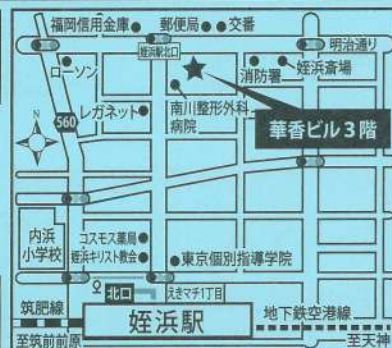 福岡信用金庫
郵便局
交番
姪浜駅北口
明治通り
ローソン
消防署
姪浜斎場
南川整形外科
病院
レガネット
N
560
華香ビル3階
内浜
小学校
コスモス薬局
姪浜キリスト教会
東京個別指導学院
北口
えきマチ1丁目
筑肥線
姪浜駅
地下鉄空港線
至筑前前原
至天神